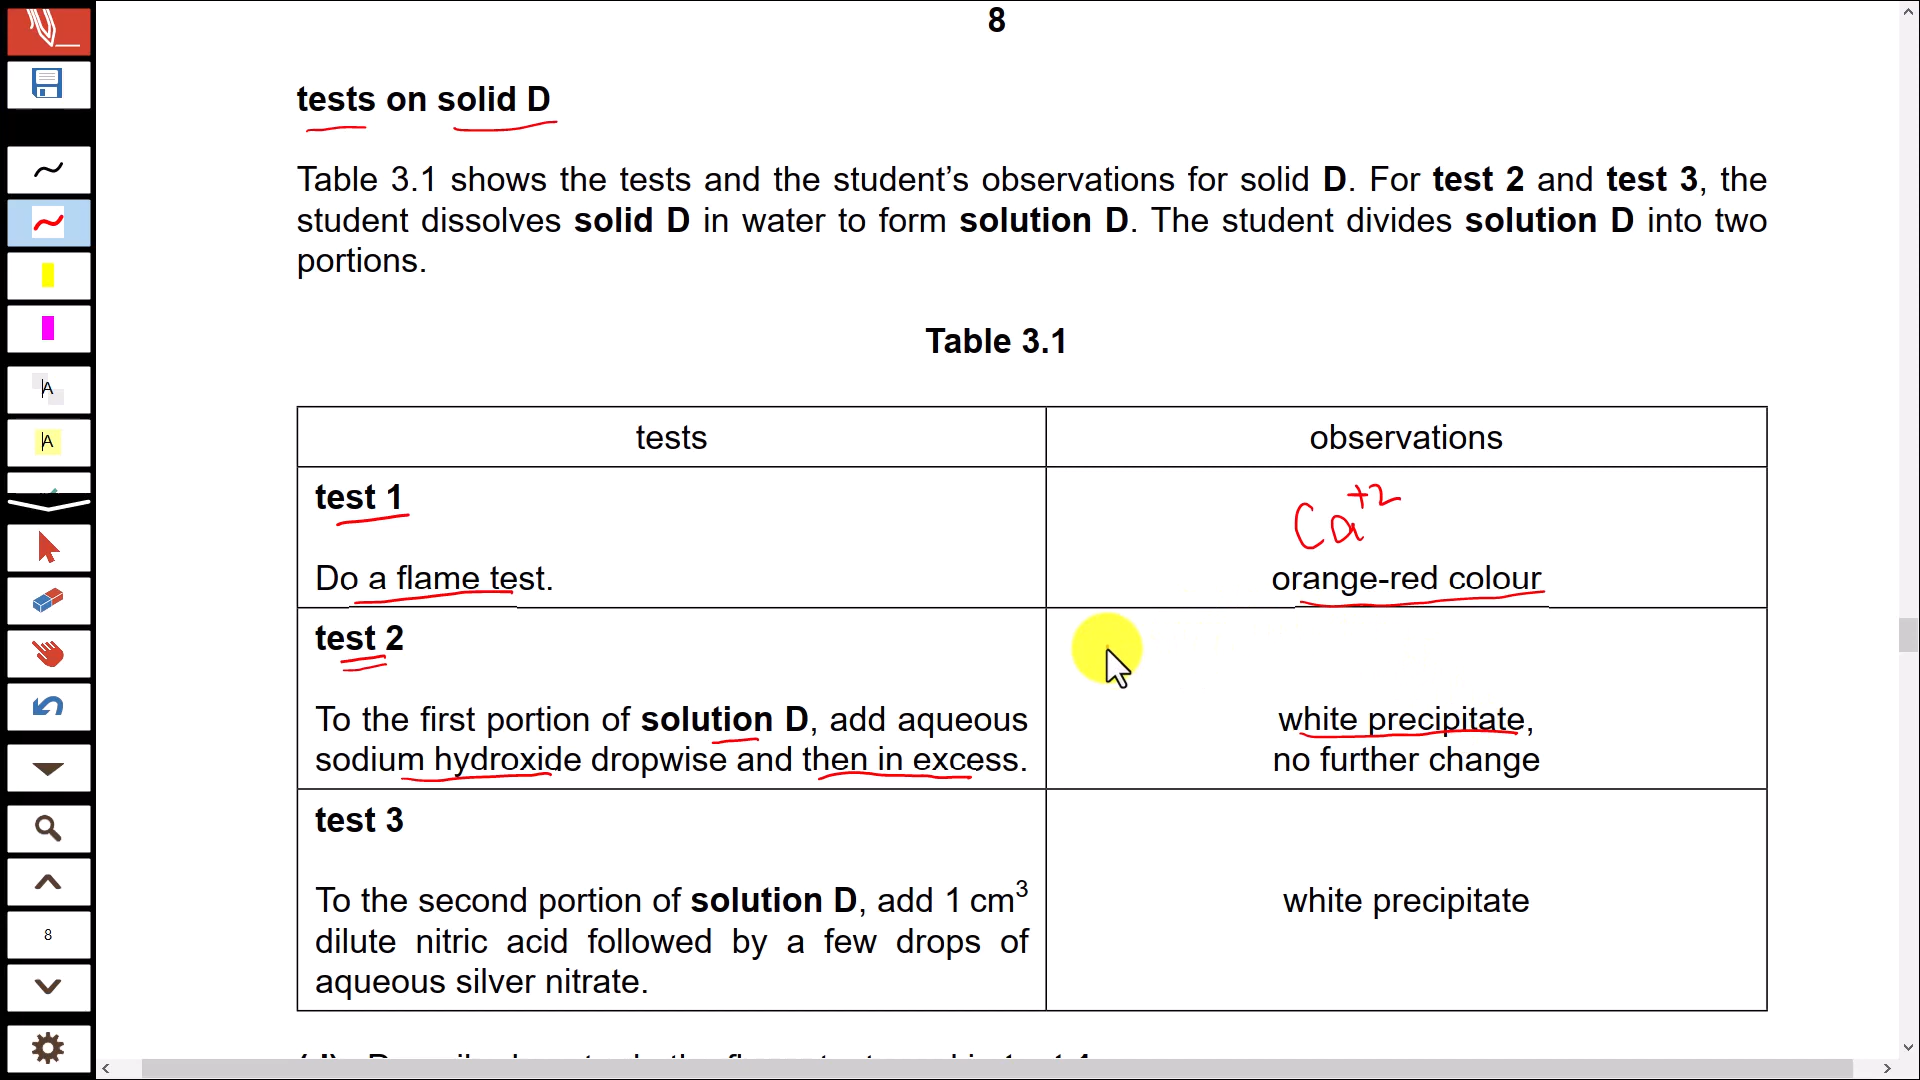 8
tests on solid D
Table 3.1 shows the tests and the student’s observations for solid D. For test 2 and test 3, the
student dissolves solid D in water to form solution D. The student divides solution D into two
portions.
Table 3.1
tests
observations
test 1
Ca+2
Do a flame test.
orange-red colour
test 2
To the first portion of solution D, add aqueous
sodium hydroxide dropwise and then in excess.
white precipitate,
no further change
test 3
To the second portion of solution D, add 1 cm3
dilute nitric acid followed by a few drops of
aqueous silver nitrate.
white precipitate
A
A
8